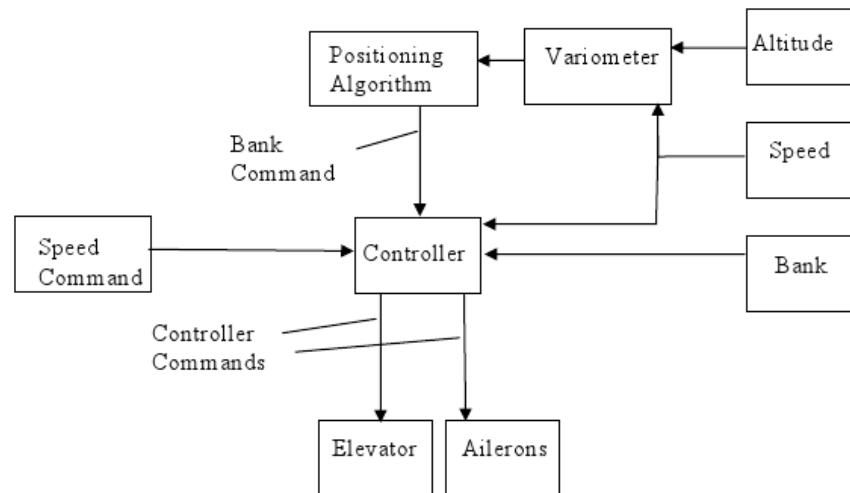 Positioning
Algorithm
Variometer
Altitude
Bank
Command
Speed
Speed
Command
Controller
Bank
Controller
Commands
Elevator
Ailerons